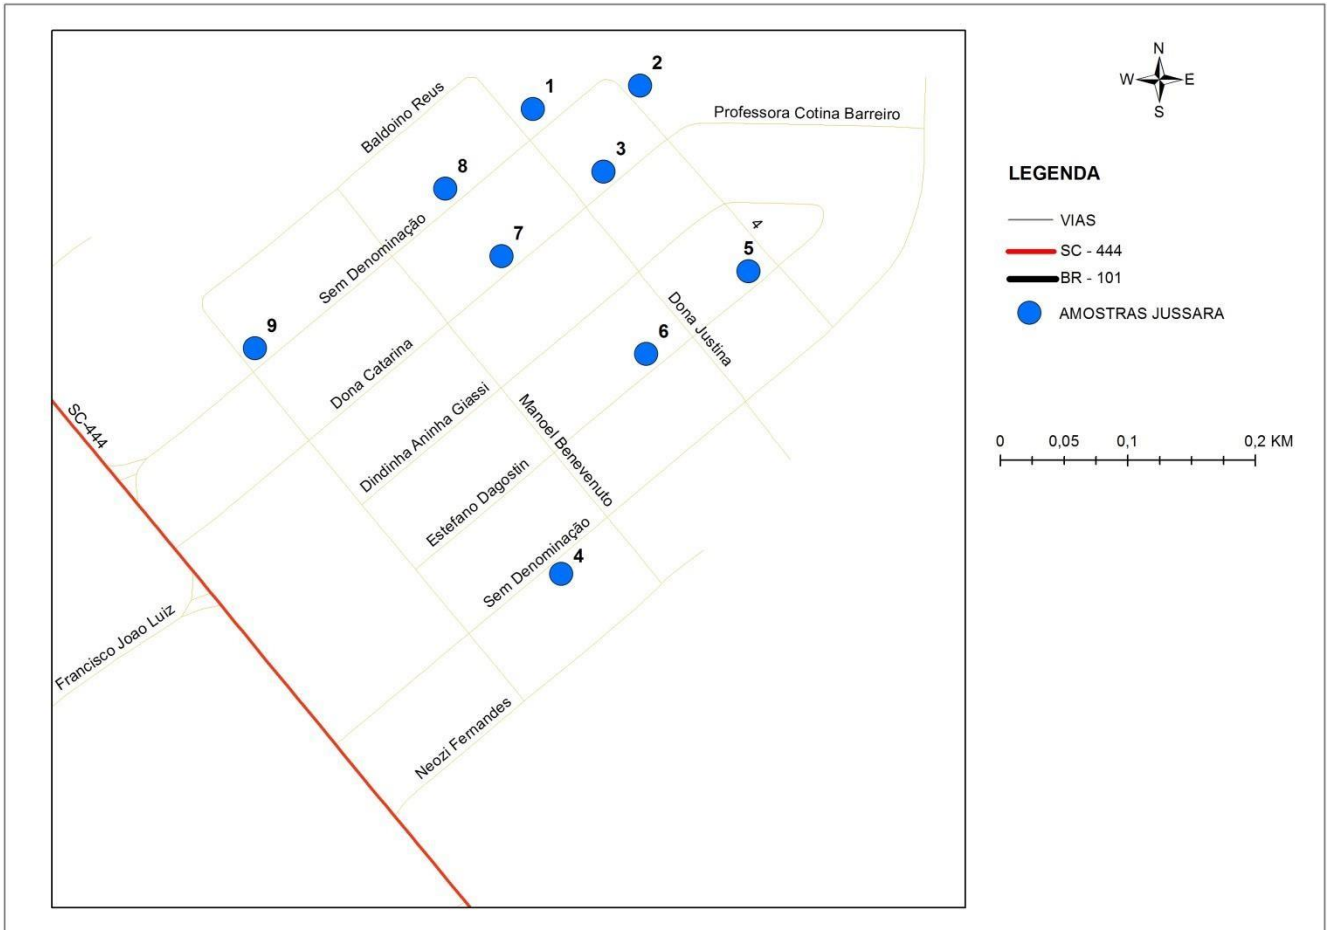 1
2
Baldoino Reus
Professora Cotina Barreiro
3
8
4
7
Sem Denominação
5
Dona Justina
9
6
Dona Catarina
SC-444
Dindinha Aninha Giassi
Manoel Benevenuto
Estefano Dagostin
Sem Denominação
4
Francisco Joao Luiz
Neozi Fernandes
N
W E
S
LEGENDA
VIAS
SC - 444
BR - 101
AMOSTRAS JUSSARA
0 0,05 0,1 0,2 KM